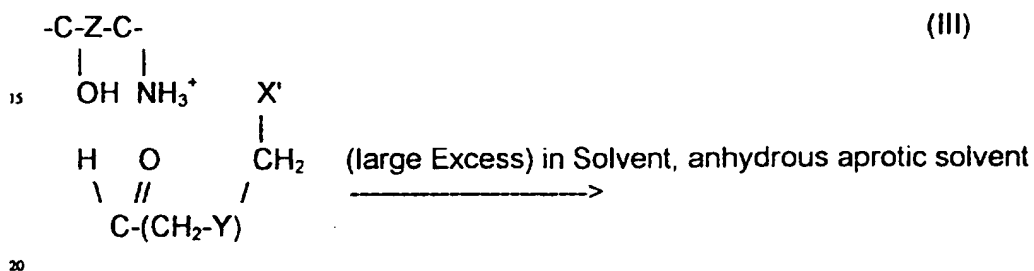 -C-Z-C- (III)
| |
15 OH NH₃⁺ X'
|
H O CH₂ (large Excess) in Solvent, anhydrous aprotic solvent
\ // / -------------------->
C-(CH₂-Y)
20